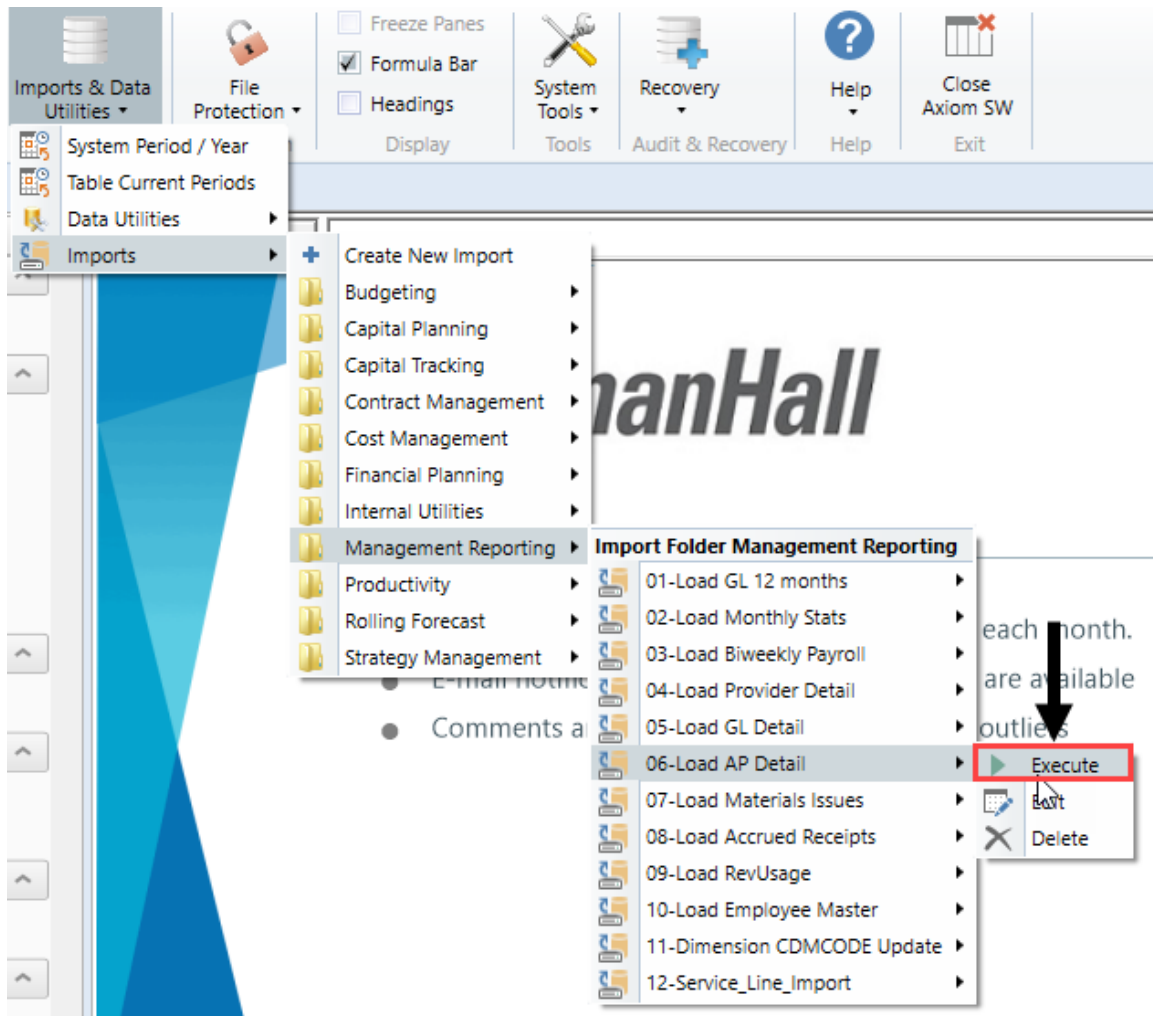 Imports & Data
Utilities
File
Protection
Freeze Panes
Formula Bar
Headings
Display
System
Tools
Tools
Recovery
Audit & Recovery
Help
Help
Close
Axiom SW
Exit
System Period / Year
Table Current Periods
Data Utilities
Imports
Create New Import
Budgeting
Capital Planning
Capital Tracking
Contract Management
Cost Management
Financial Planning
Internal Utilities
Management Reporting
Productivity
Rolling Forecast
Strategy Management
manHall
Import Folder Management Reporting
01-Load GL 12 months
02-Load Monthly Stats
03-Load Biweekly Payroll
04-Load Provider Detail
05-Load GL Detail
06-Load AP Detail
07-Load Materials Issues
08-Load Accrued Receipts
09-Load RevUsage
10-Load Employee Master
11-Dimension CDMCODE Update
12-Service_Line_Import
Execute
Edit
Delete
each month.
E-mail
are available
Comments
outliers